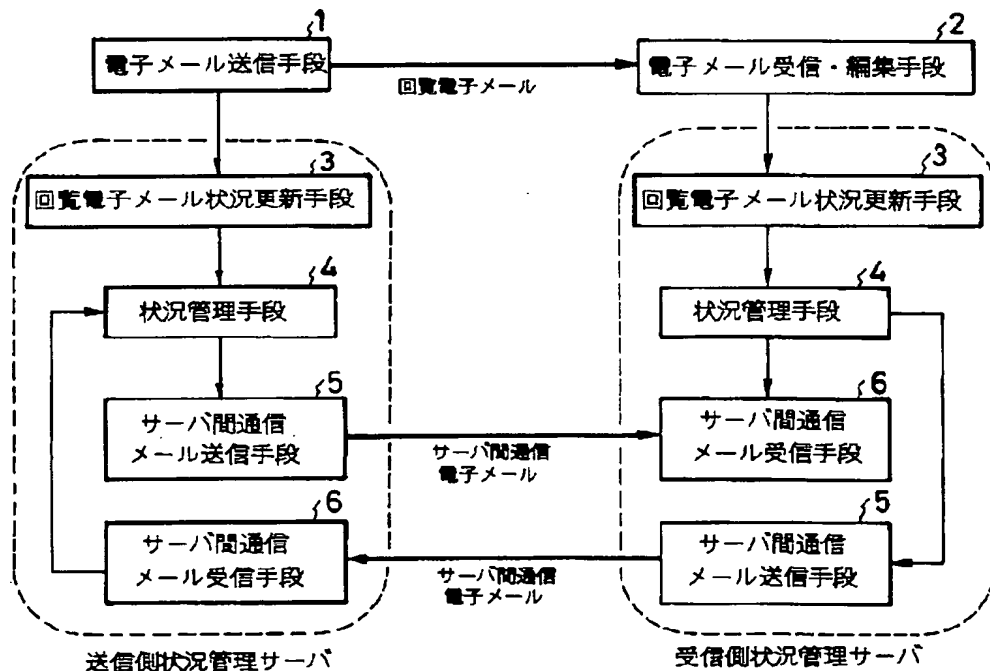 1
電子メール送信手段
2
電子メール受信・編集手段
回覧電子メール
3
回覧電子メール状況更新手段
3
回覧電子メール状況更新手段
4
状況管理手段
4
状況管理手段
5
サーバ間通信
メール送信手段
6
サーバ間通信
メール受信手段
サーバ間通信
電子メール
6
サーバ間通信
メール受信手段
5
サーバ間通信
メール送信手段
サーバ間通信
電子メール
送信側状況管理サーバ
受信側状況管理サーバ